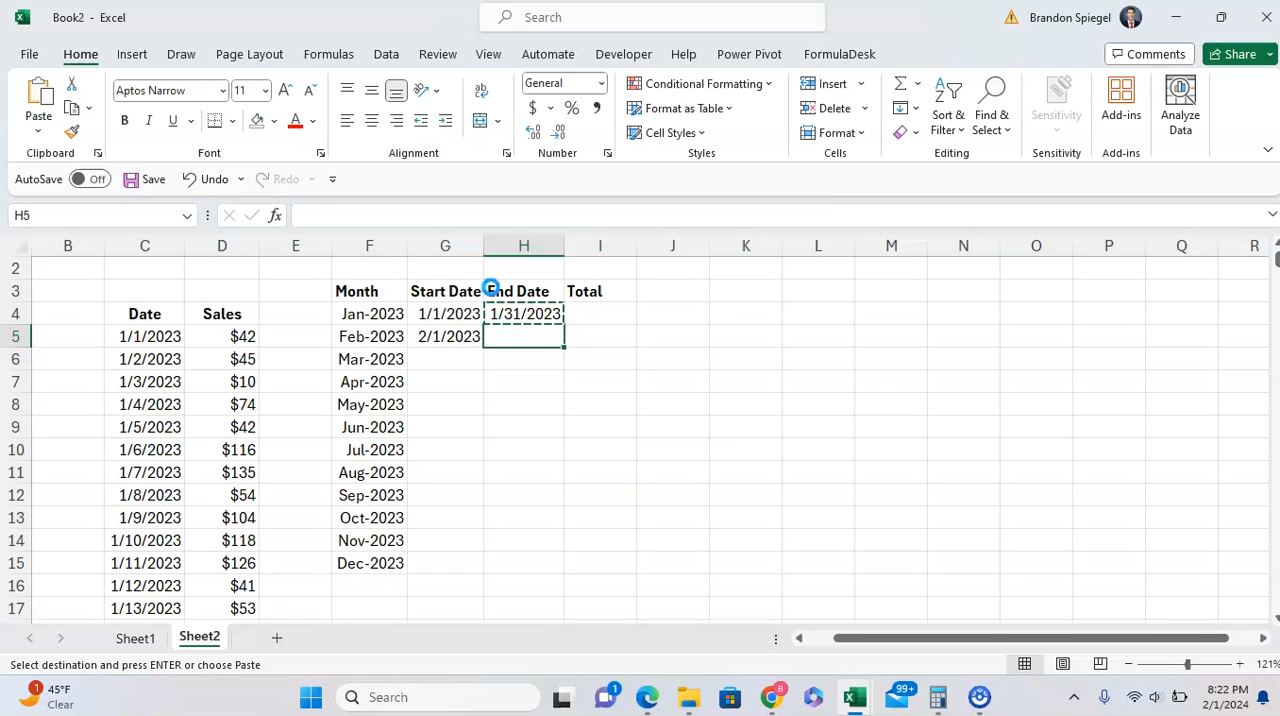 Book2 - Excel
Search
Brandon Spiegel
File Home Insert Draw Page Layout Formulas Data Review View Automate Developer Help Power Pivot FormulaDesk
Comments Share
Paste
Clipboard
Aptos Narrow 11
B I U
Font
Alignment
General
$ % ,
Number
Conditional Formatting
Format as Table
Cell Styles
Styles
Insert
Delete
Format
Cells
Sort & Filter
Find & Select
Editing
Sensitivity
Sensitivity
Add-ins
Add-ins
Analyze Data
AutoSave Off Save Undo Redo
H5 fx
B C D E F G H I J K L M N O P Q R
2
3 Month Start Date End Date Total
4 Date Sales Jan-2023 1/1/2023 1/31/2023
5 1/1/2023 $42 Feb-2023 2/1/2023
6 1/2/2023 $45 Mar-2023
7 1/3/2023 $10 Apr-2023
8 1/4/2023 $74 May-2023
9 1/5/2023 $42 Jun-2023
10 1/6/2023 $116 Jul-2023
11 1/7/2023 $135 Aug-2023
12 1/8/2023 $54 Sep-2023
13 1/9/2023 $104 Oct-2023
14 1/10/2023 $118 Nov-2023
15 1/11/2023 $126 Dec-2023
16 1/12/2023 $41
17 1/13/2023 $53
Sheet1 Sheet2
Select destination and press ENTER or choose Paste
121%
1
45°F
Clear
Search
1
8
99+
8:22 PM
2/1/2024